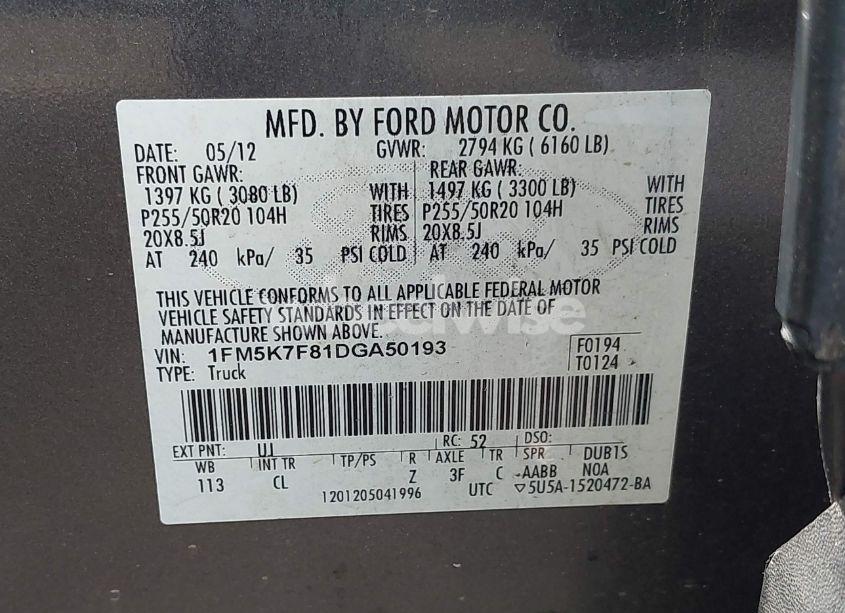 MFD. BY FORD MOTOR CO.
DATE: 05/12 GVWR: 2794 KG ( 6160 LB)
FRONT GAWR: REAR GAWR:
1397 KG ( 3080 LB) WITH 1497 KG ( 3300 LB) WITH
P255/50R20 104H TIRES P255/50R20 104H TIRES
20X8.5J RIMS 20X8.5J RIMS
AT 240 kPa/ 35 PSI COLD AT 240 kPa/ 35 PSI COLD
THIS VEHICLE CONFORMS TO ALL APPLICABLE FEDERAL MOTOR
VEHICLE SAFETY STANDARDS IN EFFECT ON THE DATE OF
MANUFACTURE SHOWN ABOVE.
VIN: 1FM5K7F81DGA50193 F0194
TYPE: Truck T0124
EXT PNT: UJ RC: 52 DSO:
WB INT TR TP/PS R AXLE TR SPR DUB1S
113 CL Z 3F C AABB NOA
1201205041996 UTC ▽5U5A-1520472-BA